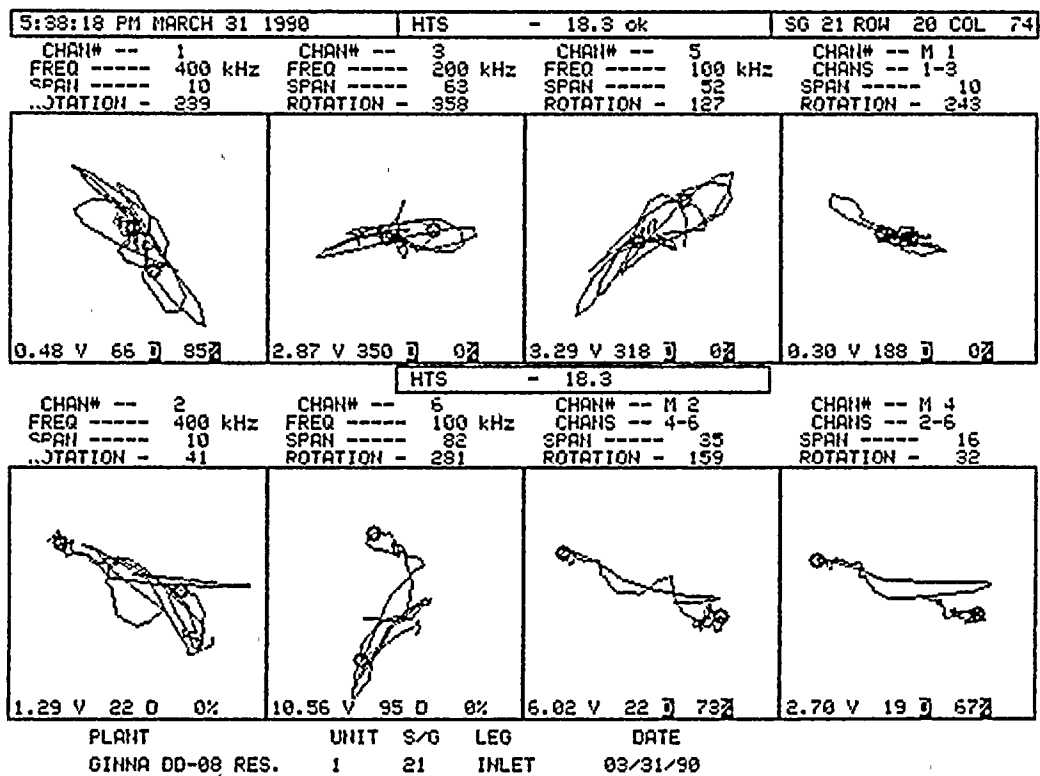 5:38:18 PM MARCH 31 1990 HTS - 18.3 ok SG 21 ROW 20 COL 74
CHAN# -- 1 CHAN# -- 3 CHAN# -- 5 CHAN# -- M 1
FREQ ----- 400 kHz FREQ ----- 200 kHz FREQ ----- 100 kHz CHANS -- 1-3
SPAN ----- 10 SPAN ----- 63 SPAN ----- 52 SPAN ----- 10
ROTATION - 239 ROTATION - 358 ROTATION - 127 ROTATION - 243
0.48 V 66 D 85% 2.87 V 350 D 0% 3.29 V 318 D 0% 0.30 V 188 D 0%
HTS - 18.3
CHAN# -- 2 CHAN# -- 6 CHAN# -- M 2 CHAN# -- M 4
FREQ ----- 400 kHz FREQ ----- 100 kHz CHANS -- 4-6 CHANS -- 2-6
SPAN ----- 10 SPAN ----- 82 SPAN ----- 35 SPAN ----- 16
ROTATION - 41 ROTATION - 281 ROTATION - 159 ROTATION - 32
1.29 V 22 D 0% 10.56 V 95 D 0% 6.02 V 22 D 73% 2.70 V 19 D 67%
PLANT UNIT S/G LEG DATE
GINNA DD-08 RES. 1 21 INLET 03/31/90